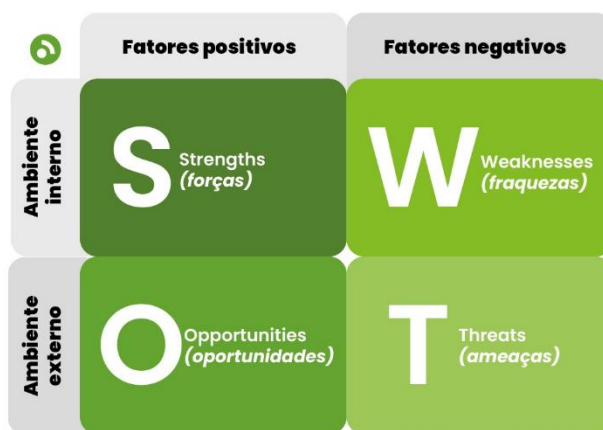 Fatores positivos
Fatores negativos
Ambiente
interno
S
Strengths
(forças)
W
Weaknesses
(fraquezas)
Ambiente
externo
O
Opportunities
(oportunidades)
T
Threats
(ameaças)